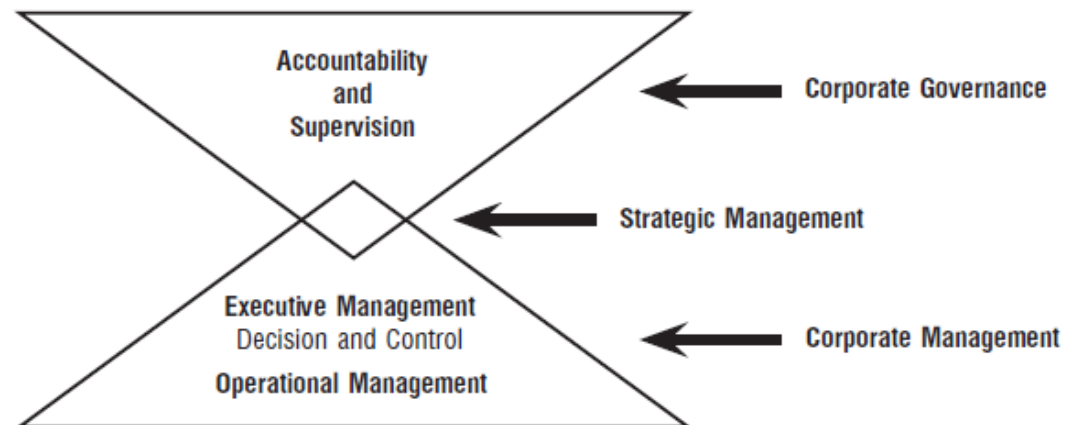 Accountability
and
Supervision
Corporate Governance
Strategic Management
Executive Management
Decision and Control
Operational Management
Corporate Management